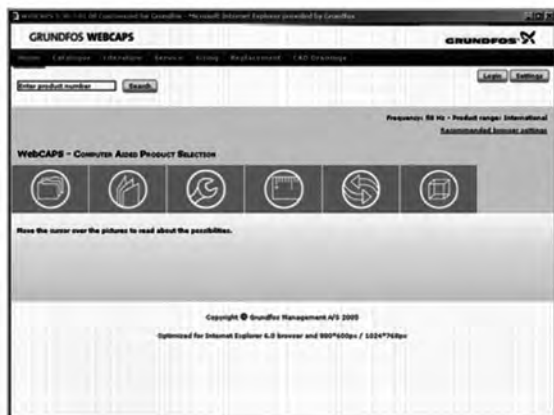 GRUNDFOS WEBCAPS
GRUNDFOS
Home Catalogue Literature Service Sizing Replacement CAD Drawings
Login Settings
Enter product number Search
Frequency: 50 Hz - Product range: International
Recommended browser settings
WebCAPS - Computer Aided Product Selection
Move the cursor over the pictures to read about the possibilities.
Copyright © Grundfos Management A/S 2005
Optimized for Internet Explorer 6.0 browser and 800*600px / 1024*768px